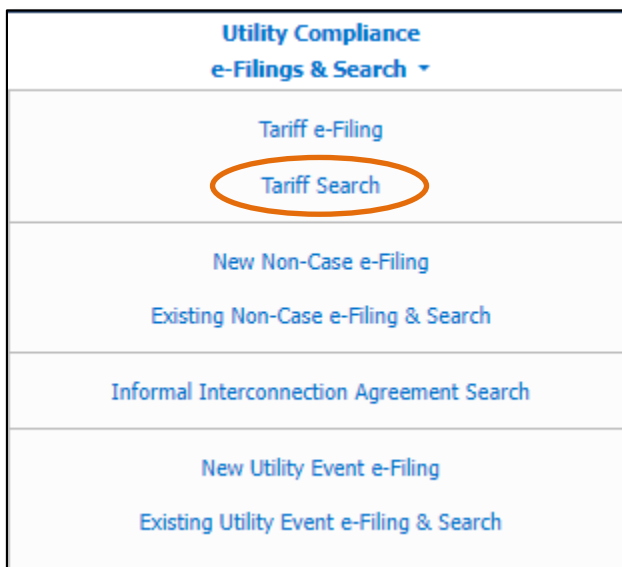 Utility Compliance
e-Filings & Search
Tariff e-Filing
Tariff Search
New Non-Case e-Filing
Existing Non-Case e-Filing & Search
Informal Interconnection Agreement Search
New Utility Event e-Filing
Existing Utility Event e-Filing & Search